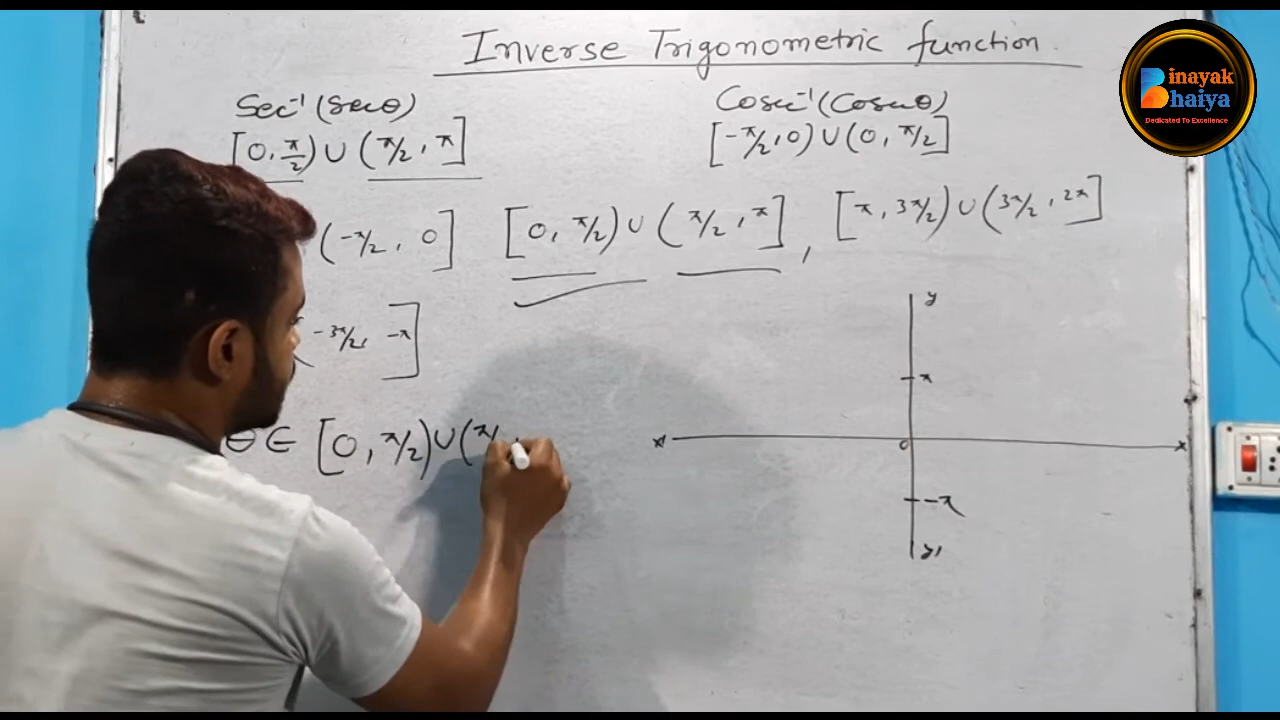 Inverse Trigonometric function.
Binayak
Bhaiya
Dedicated To Excellence
Sec⁻¹(Secθ)
Cosec⁻¹(Cosecθ)
[0, π/2) ∪ (π/2, π]
[-π/2, 0) ∪ (0, π/2]
(-π/2, 0]
[0, π/2) ∪ (π/2, π],
[π, 3π/2) ∪ (3π/2, 2π]
(-3π/2, -π]
θ ∈ [0, π/2) ∪ (π/
y
π
x'
0
x
-π
y'